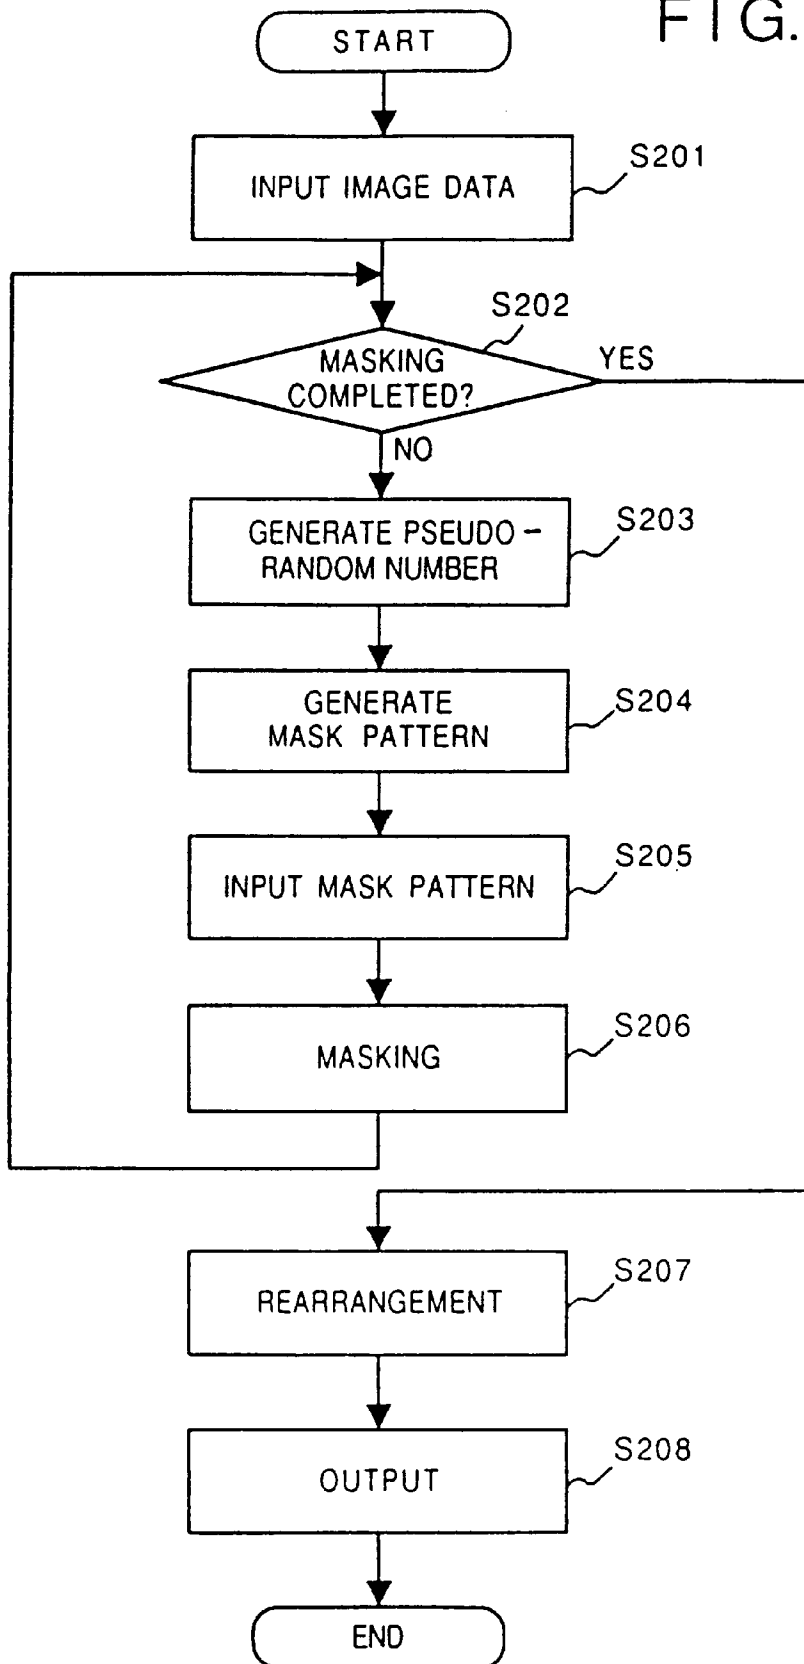 FIG.
START
INPUT IMAGE DATA
S201
S202
MASKING
COMPLETED?
YES
NO
GENERATE PSEUDO-
RANDOM NUMBER
S203
GENERATE
MASK PATTERN
S204
INPUT MASK PATTERN
S205
MASKING
S206
REARRANGEMENT
S207
OUTPUT
S208
END